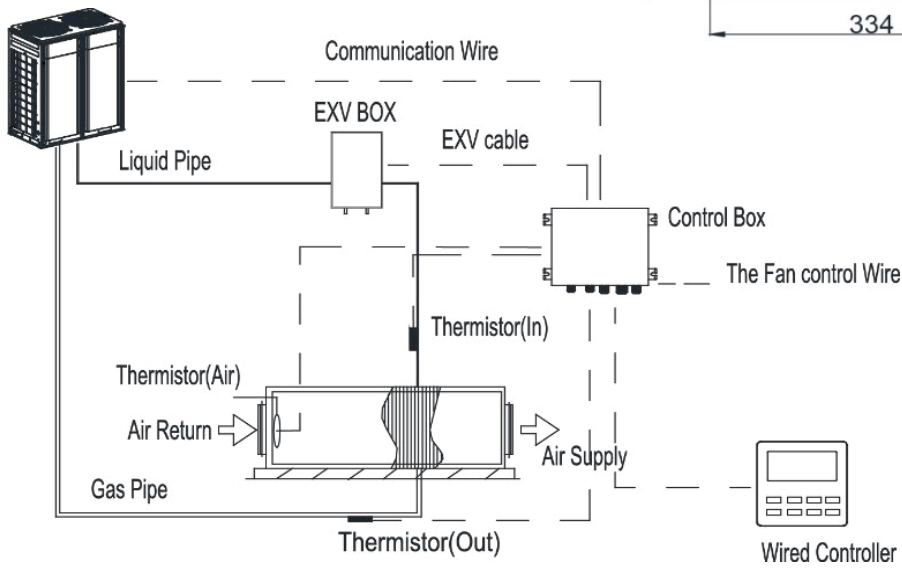 334
Communication Wire
EXV BOX
EXV cable
Liquid Pipe
Control Box
The Fan control Wire
Thermistor(In)
Thermistor(Air)
Air Return
Air Supply
Gas Pipe
Thermistor(Out)
Wired Controller